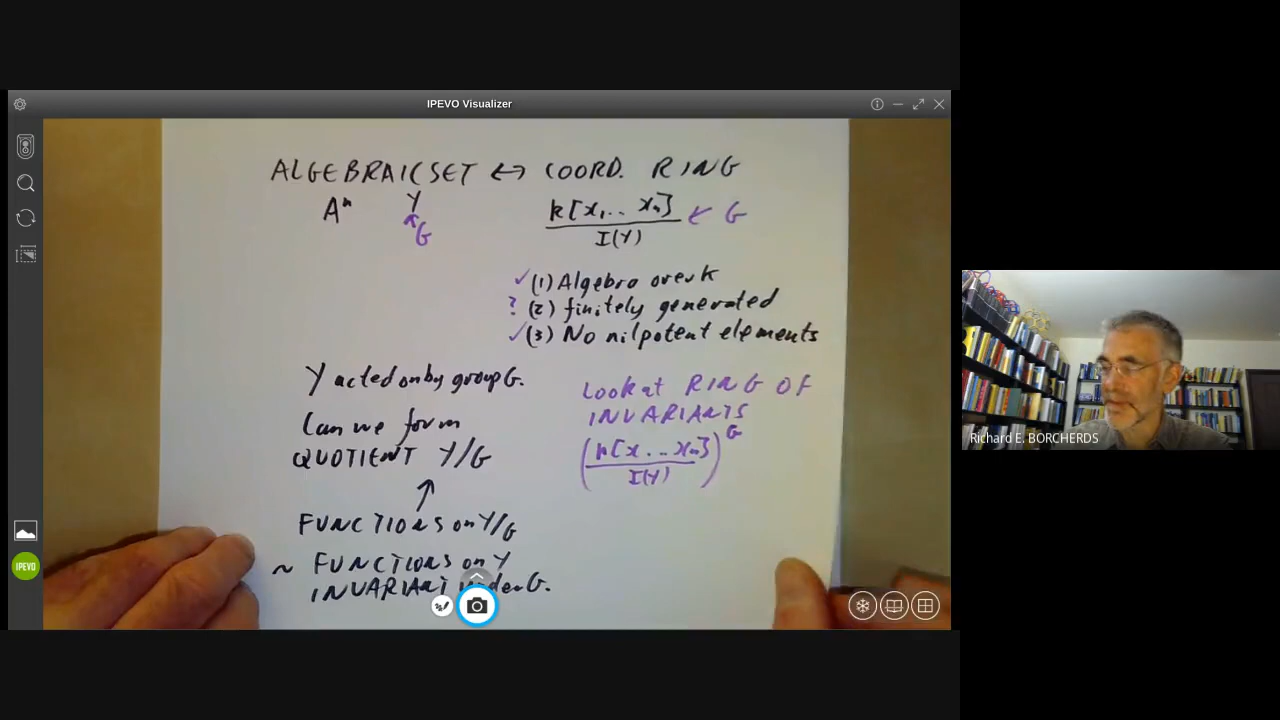 IPEVO Visualizer
ALGEBRAIC SET ↔ COORD. RING
Aⁿ Y k[x₁... xₙ] ← G
G I(Y)
✓ (1) Algebra over k
? (2) finitely generated
✓ (3) No nilpotent elements
Y acted on by group G.
Can we form
QUOTIENT Y/G
Look at RING OF
INVARIANTS
(k[x...xₙ] / I(Y))ᴳ
↑
FUNCTIONS on Y/G
~ FUNCTIONS on Y
INVARIANT under G.
IPEVO
Richard E. BORCHERDS